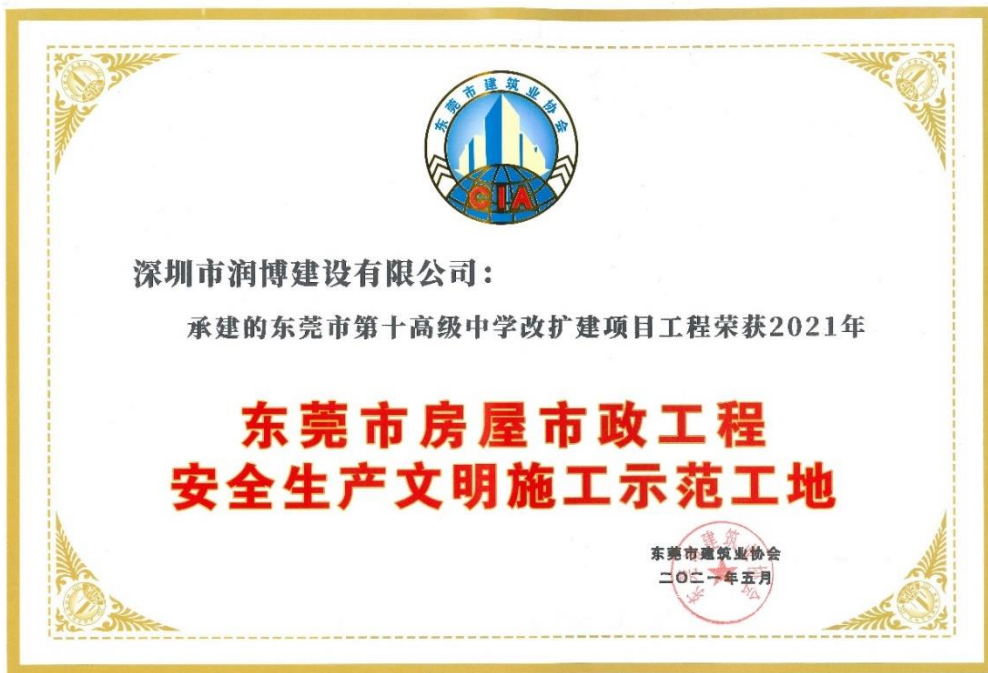 东莞市建筑业协会
CIA
深圳市润博建设有限公司：
承建的东莞市第十高级中学改扩建项目工程荣获2021年
东莞市房屋市政工程
安全生产文明施工示范工地
东莞市建筑业协会
二〇二一年五月